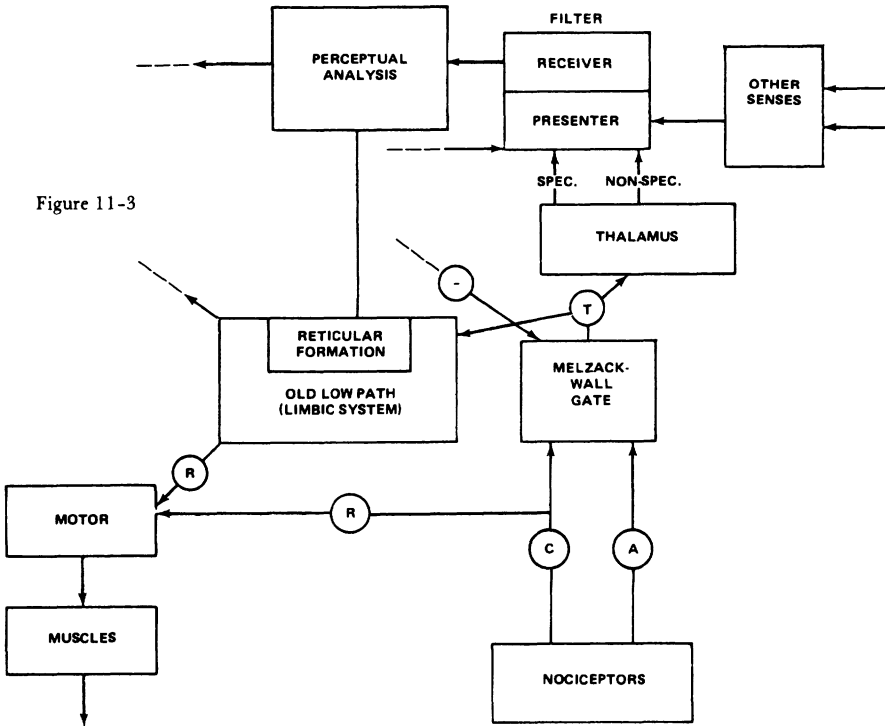 FILTER
PERCEPTUAL
ANALYSIS
RECEIVER
PRESENTER
OTHER
SENSES
SPEC.
NON-SPEC.
Figure 11-3
THALAMUS
-
T
RETICULAR
FORMATION
OLD LOW PATH
(LIMBIC SYSTEM)
MELZACK-
WALL
GATE
R
MOTOR
R
C
A
MUSCLES
NOCICEPTORS